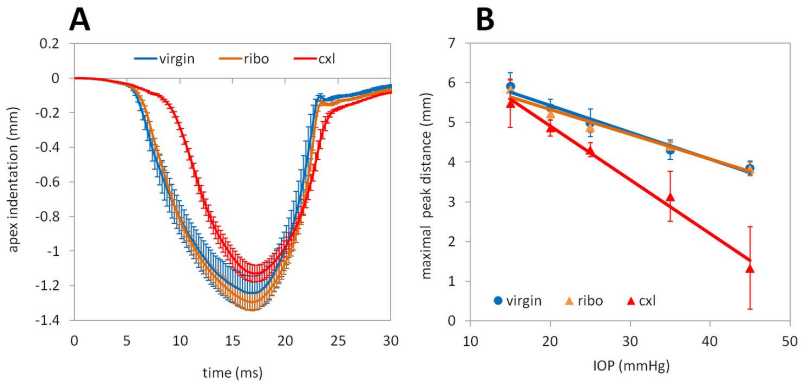 A
virgin ribo cxl
0.2
0
-0.2
-0.4
-0.6
-0.8
-1
-1.2
-1.4
apex indentation (mm)
0 5 10 15 20 25 30
time (ms)
B
7
6
5
4
3
2
1
0
maximal peak distance (mm)
virgin ribo cxl
0 10 20 30 40 50
IOP (mmHg)